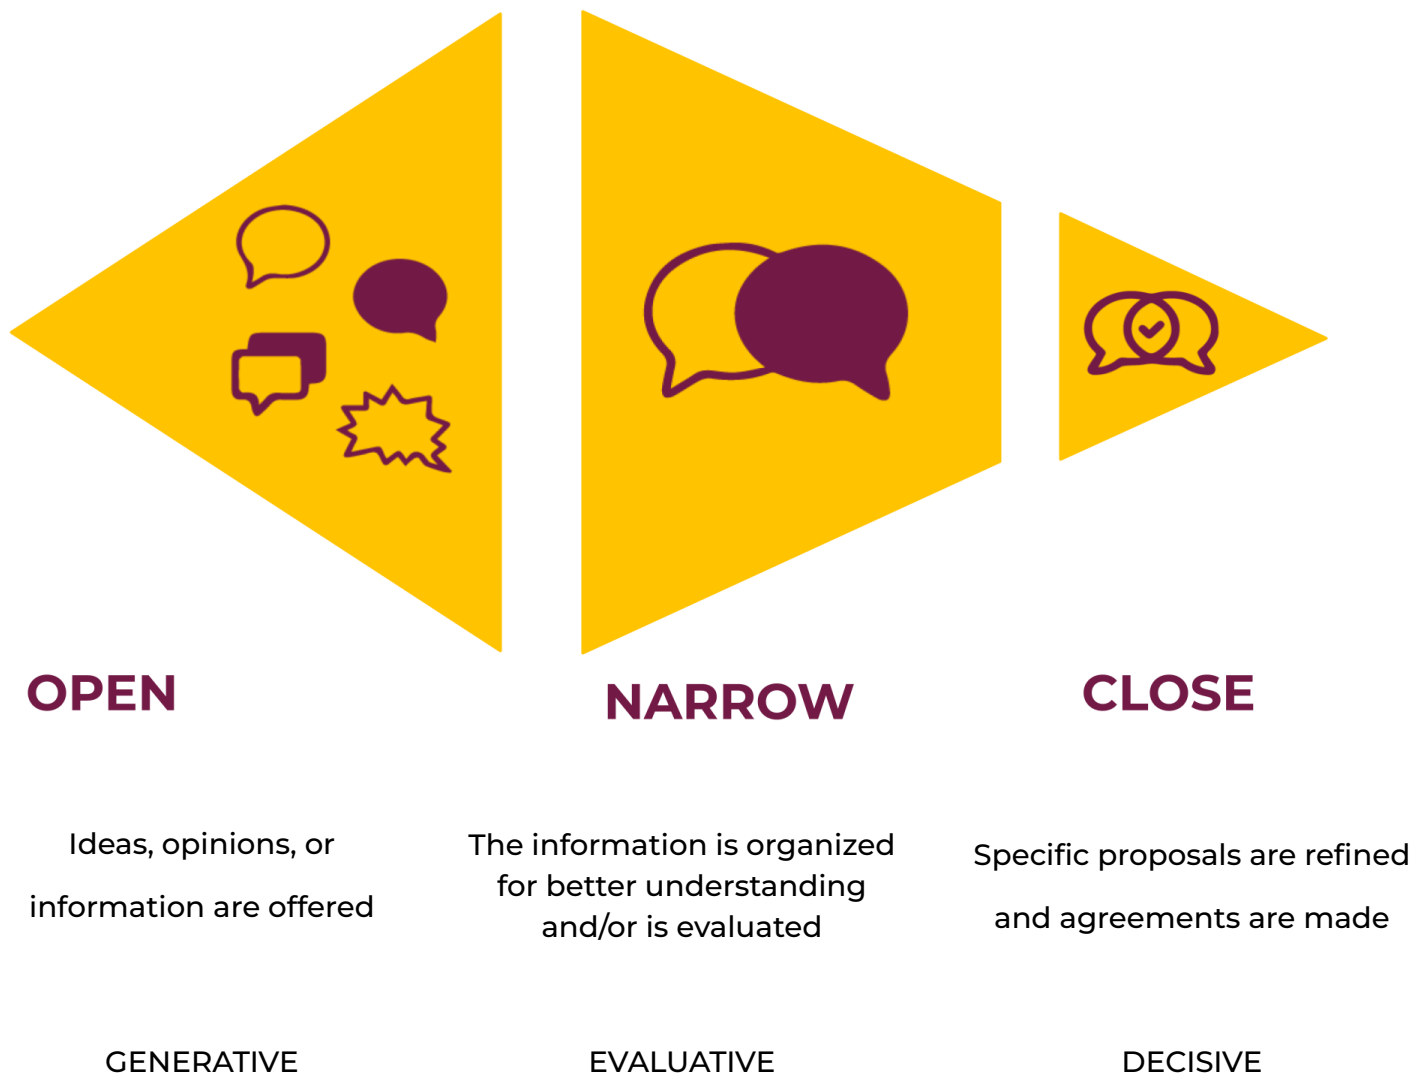 OPEN
Ideas, opinions, or
information are offered
GENERATIVE
NARROW
The information is organized
for better understanding
and/or is evaluated
EVALUATIVE
CLOSE
Specific proposals are refined
and agreements are made
DECISIVE